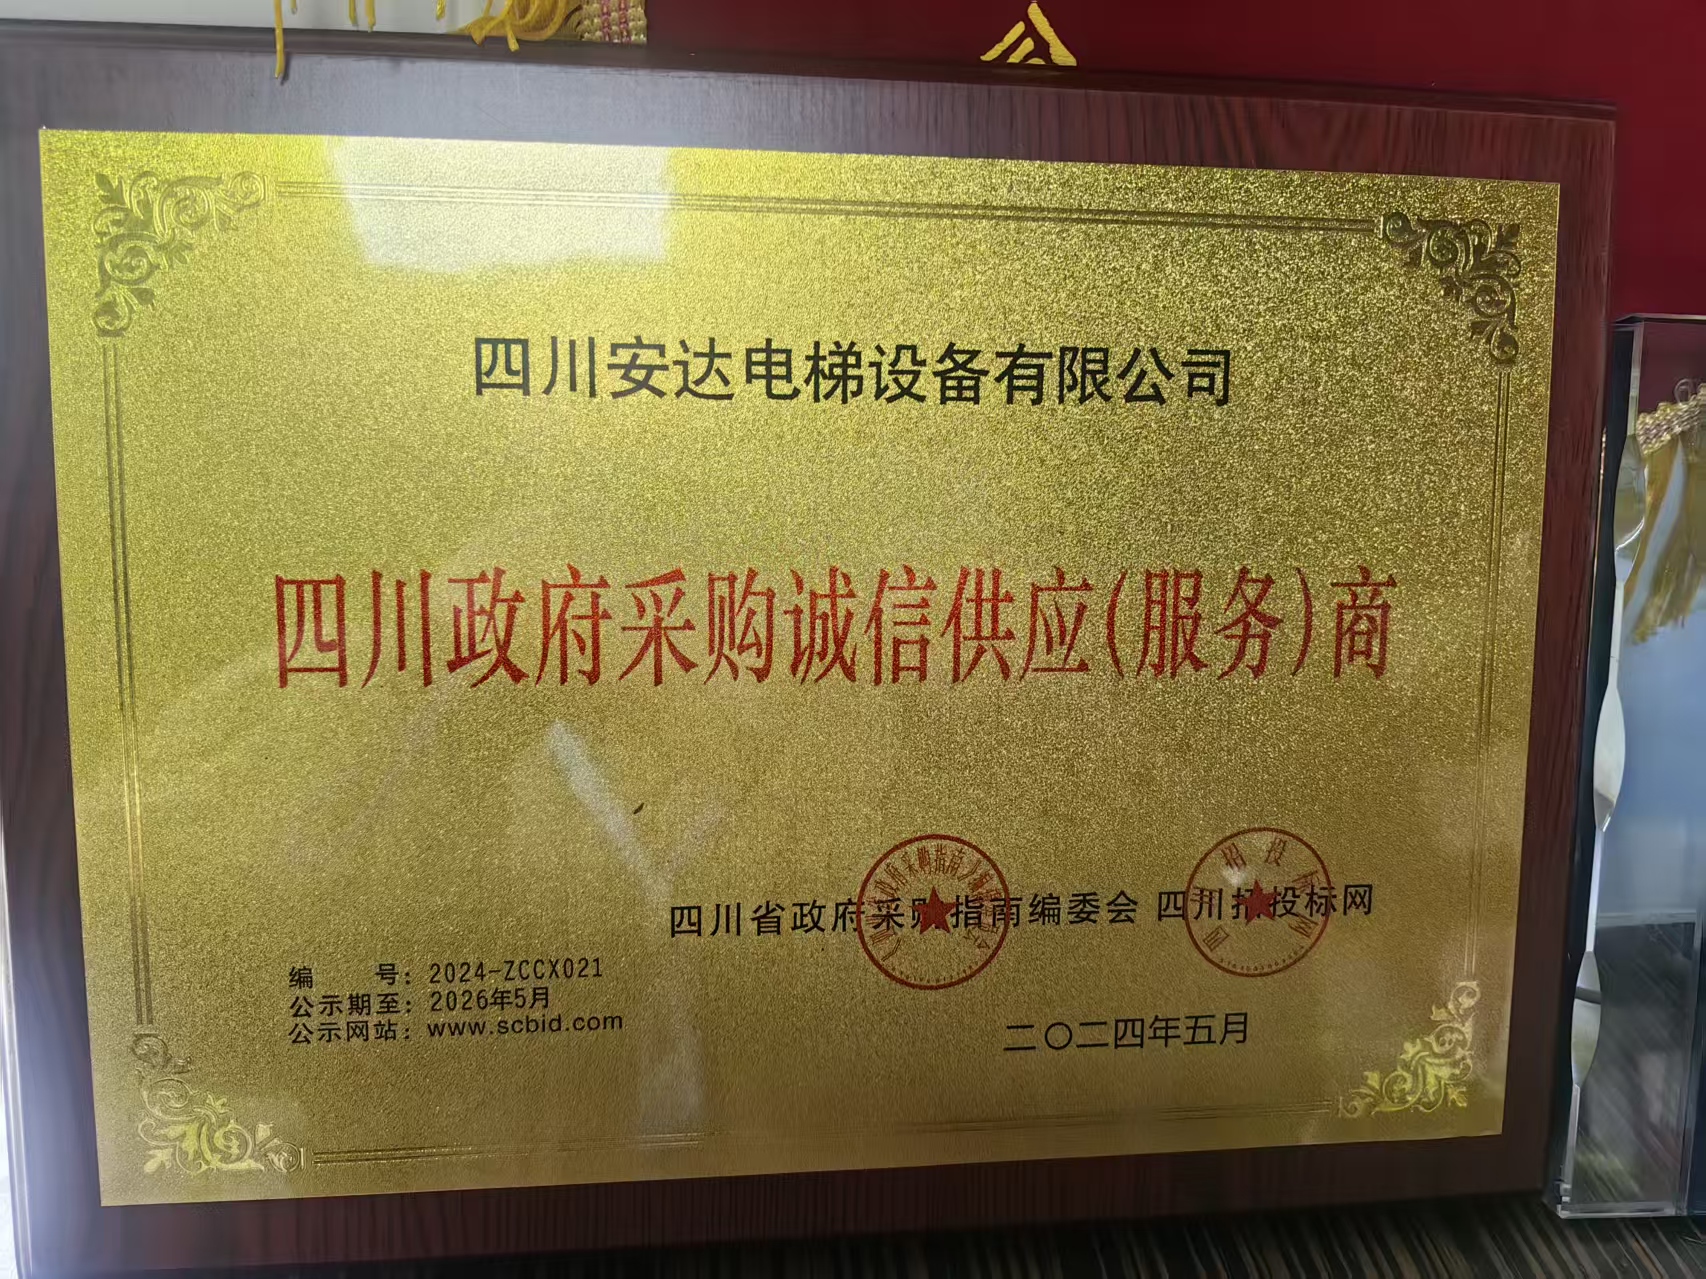 四川安达电梯设备有限公司
四川政府采购诚信供应(服务)商
四川省政府采购指南编委会 四川招投标网
编 号：2024-ZCCX021
公示期至：2026年5月
公示网站：www.scbid.com
二〇二四年五月